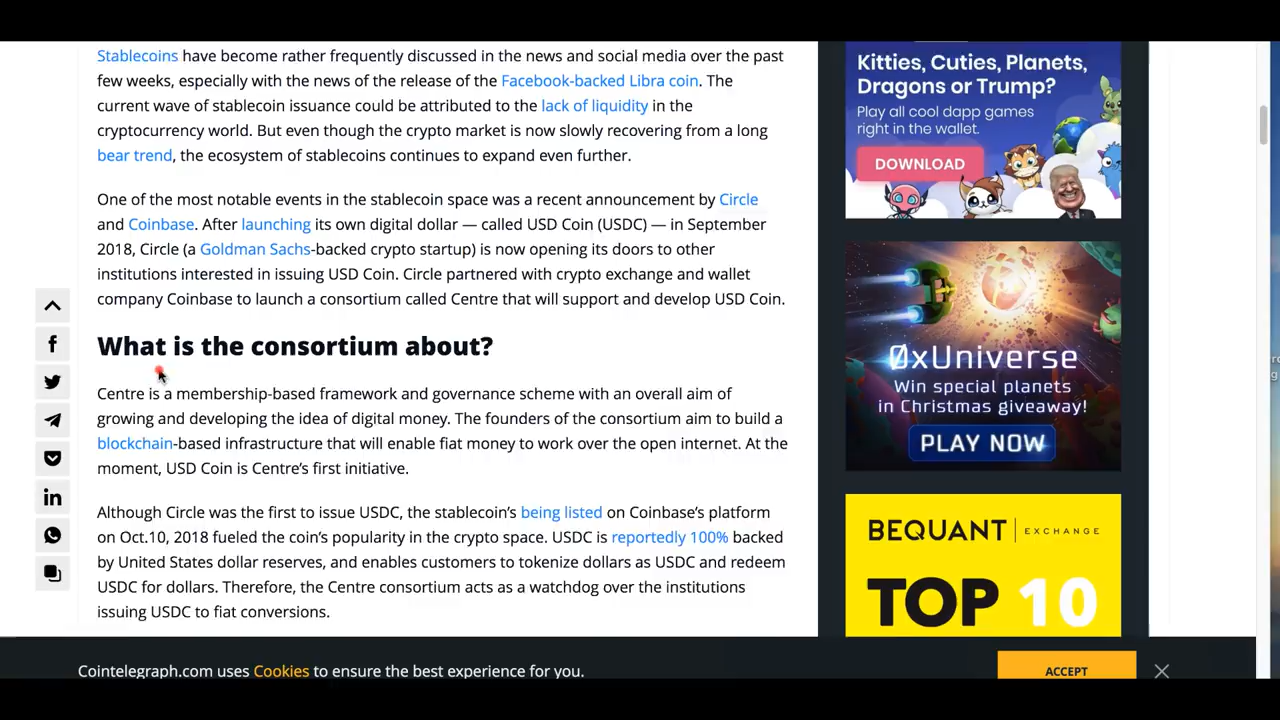 Stablecoins have become rather frequently discussed in the news and social media over the past
few weeks, especially with the news of the release of the Facebook-backed Libra coin. The
current wave of stablecoin issuance could be attributed to the lack of liquidity in the
cryptocurrency world. But even though the crypto market is now slowly recovering from a long
bear trend, the ecosystem of stablecoins continues to expand even further.
One of the most notable events in the stablecoin space was a recent announcement by Circle
and Coinbase. After launching its own digital dollar — called USD Coin (USDC) — in September
2018, Circle (a Goldman Sachs-backed crypto startup) is now opening its doors to other
institutions interested in issuing USD Coin. Circle partnered with crypto exchange and wallet
company Coinbase to launch a consortium called Centre that will support and develop USD Coin.
What is the consortium about?
Centre is a membership-based framework and governance scheme with an overall aim of
growing and developing the idea of digital money. The founders of the consortium aim to build a
blockchain-based infrastructure that will enable fiat money to work over the open internet. At the
moment, USD Coin is Centre's first initiative.
Although Circle was the first to issue USDC, the stablecoin's being listed on Coinbase's platform
on Oct.10, 2018 fueled the coin's popularity in the crypto space. USDC is reportedly 100% backed
by United States dollar reserves, and enables customers to tokenize dollars as USDC and redeem
USDC for dollars. Therefore, the Centre consortium acts as a watchdog over the institutions
issuing USDC to fiat conversions.
Kitties, Cuties, Planets,
Dragons or Trump?
Play all cool dapp games
right in the wallet.
DOWNLOAD
0xUniverse
Win special planets
in Christmas giveaway!
PLAY NOW
BEQUANT | EXCHANGE
TOP 10
Cointelegraph.com uses Cookies to ensure the best experience for you.
ACCEPT